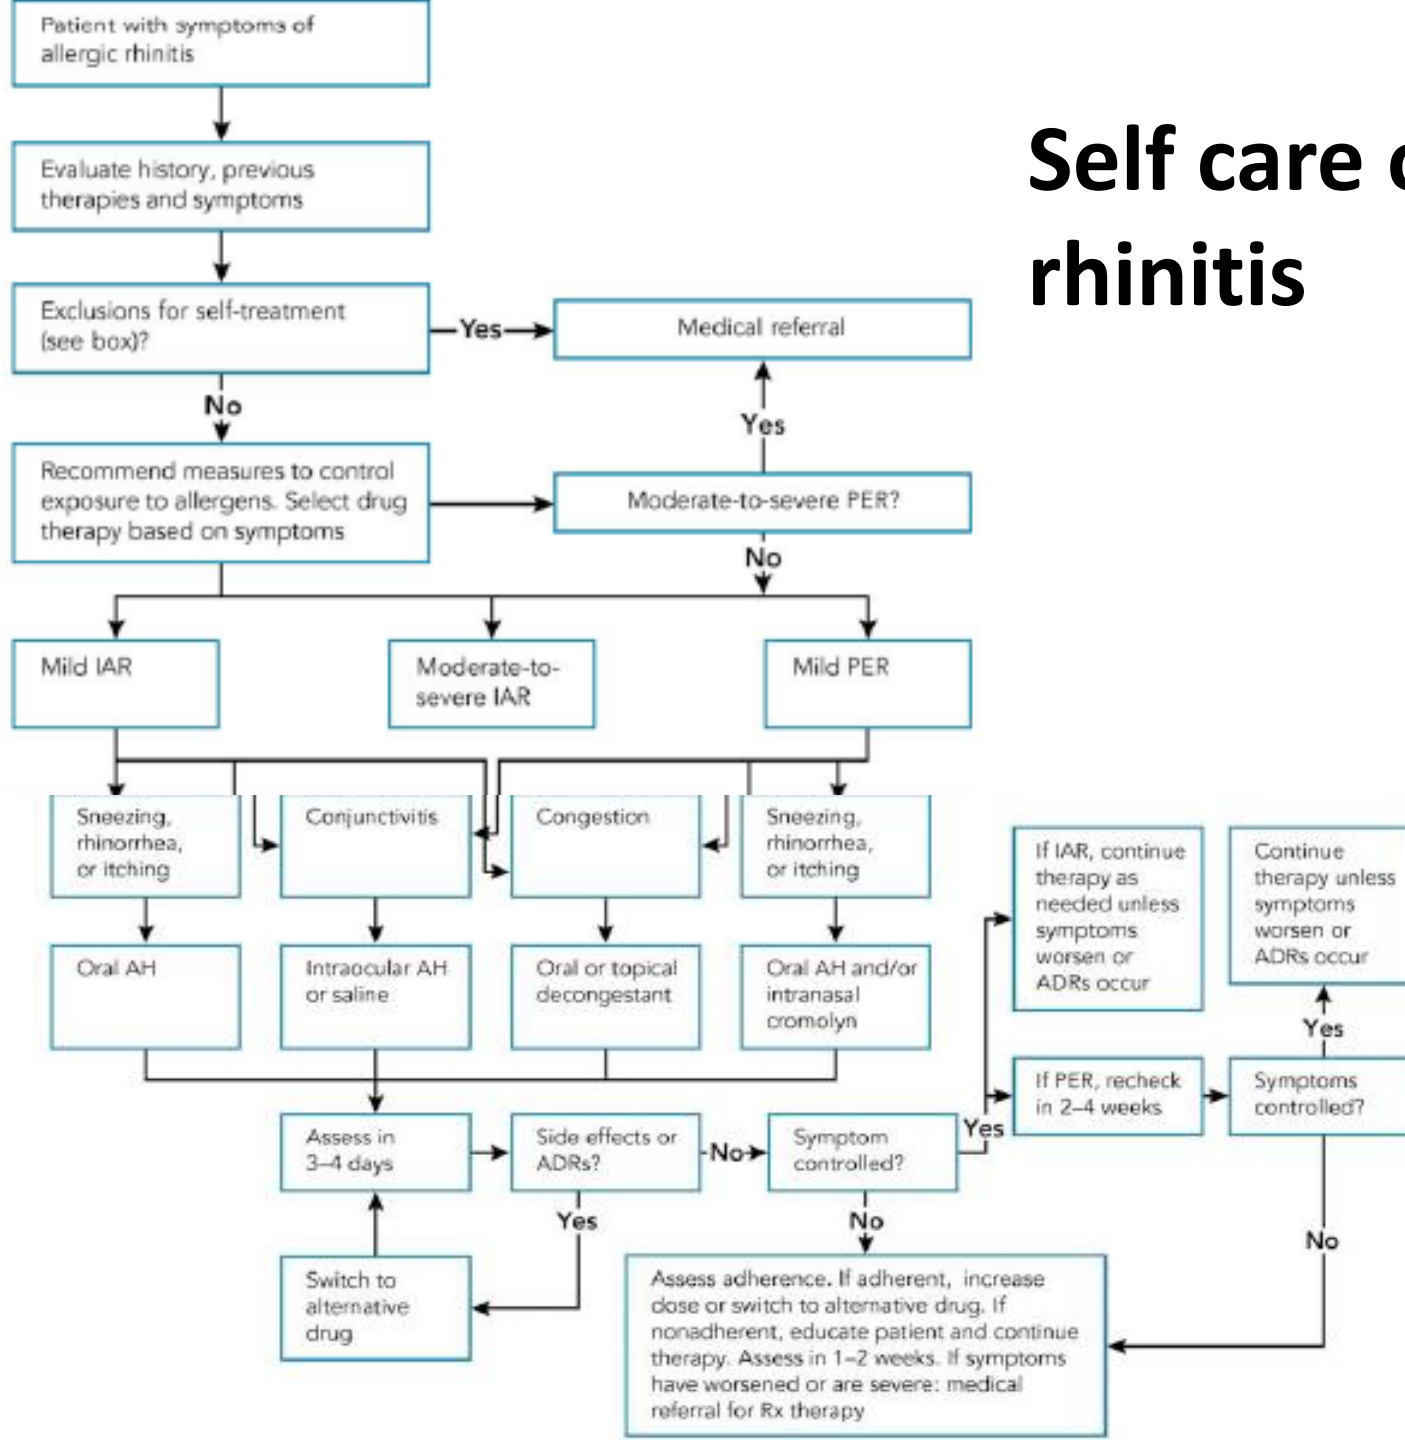 Patient with symptoms of
allergic rhinitis
Self care
rhinitis
Evaluate history, previous
therapies and symptoms
Exclusions for self-treatment
(see box)?
Yes
Medical referral
No
Yes
Recommend measures to control
exposure to allergens. Select drug
therapy based on symptoms
Moderate-to-severe PER?
No
Mild IAR
Moderate-to-
severe IAR
Mild PER
Sneezing,
rhinorrhea,
or itching
Conjunctivitis
Congestion
Sneezing,
rhinorrhea,
or itching
If IAR, continue
therapy as
needed unless
symptoms
worsen or
ADRs occur
Continue
therapy unless
symptoms
worsen or
ADRs occur
Oral AH
Intraocular AH
or saline
Oral or topical
decongestant
Oral AH and/or
intranasal
cromolyn
Yes
If PER, recheck
in 2–4 weeks
Symptoms
controlled?
Assess in
3–4 days
Side effects or
ADRs?
No
Symptom
controlled?
Yes
Yes
No
No
Switch to
alternative
drug
Assess adherence. If adherent, increase
dose or switch to alternative drug. If
nonadherent, educate patient and continue
therapy. Assess in 1–2 weeks. If symptoms
have worsened or are severe: medical
referral for Rx therapy